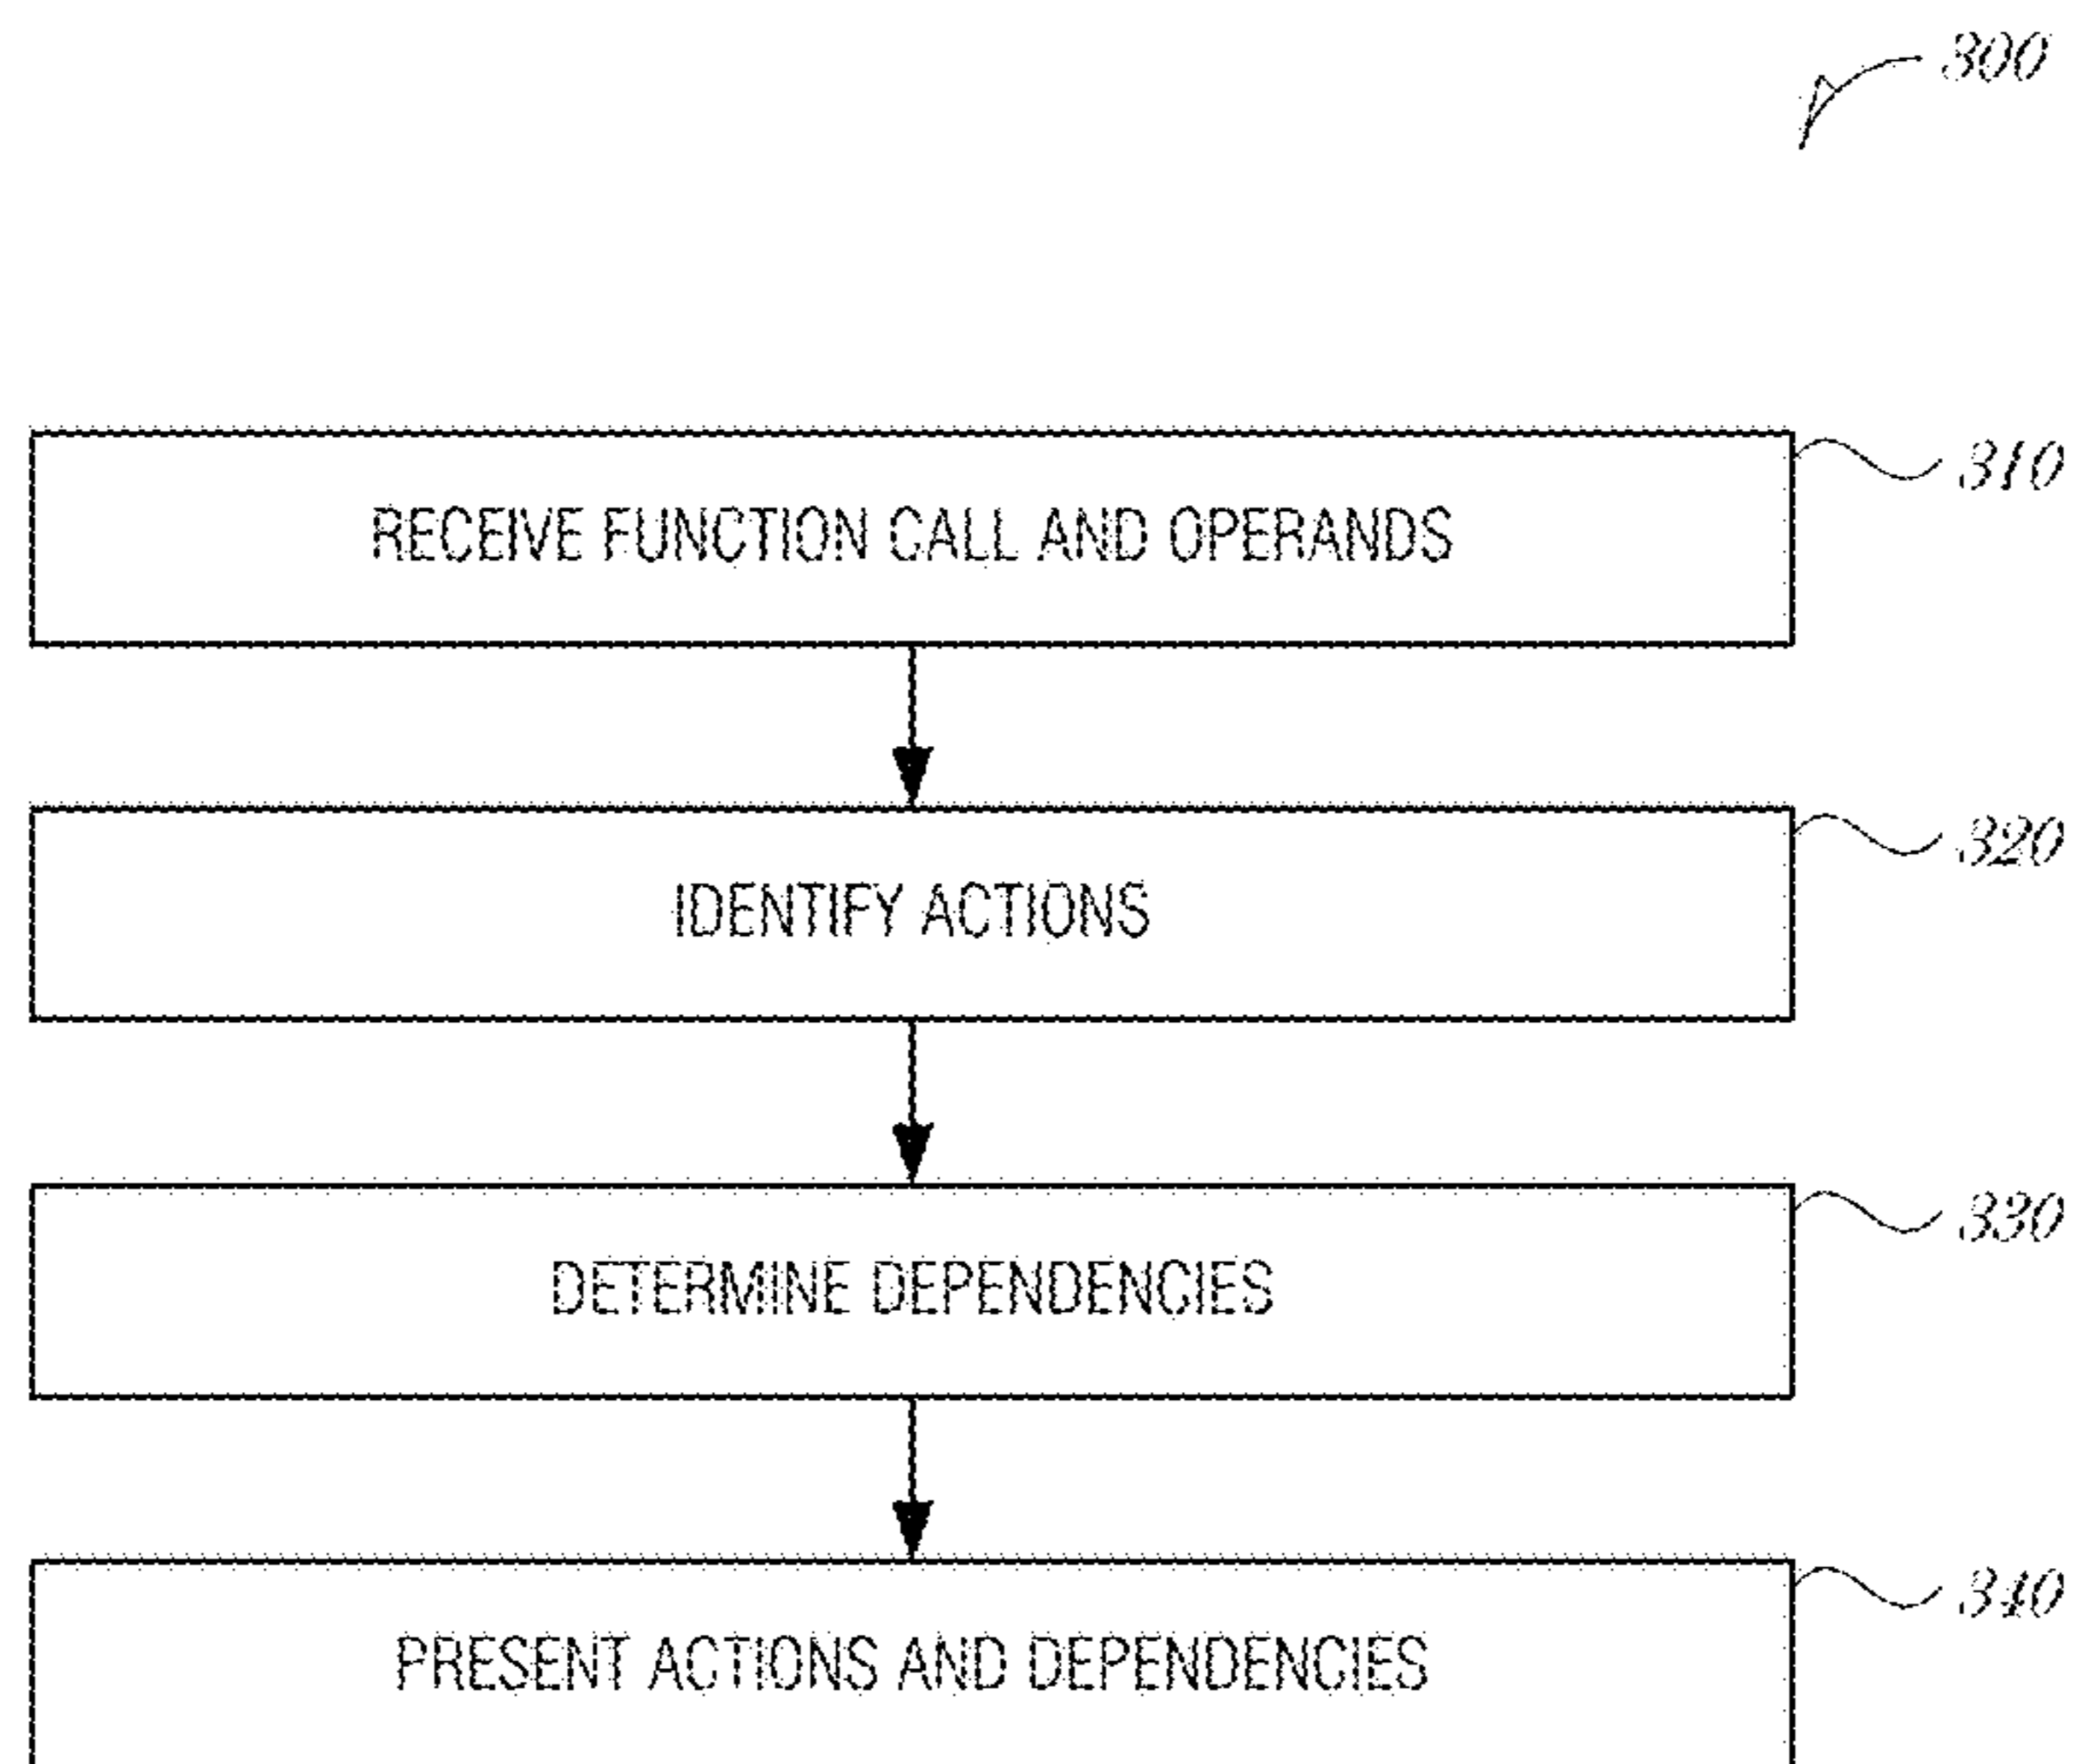 300
RECEIVE FUNCTION CALL AND OPERANDS
310
IDENTIFY ACTIONS
320
DETERMINE DEPENDENCIES
330
PRESENT ACTIONS AND DEPENDENCIES
340